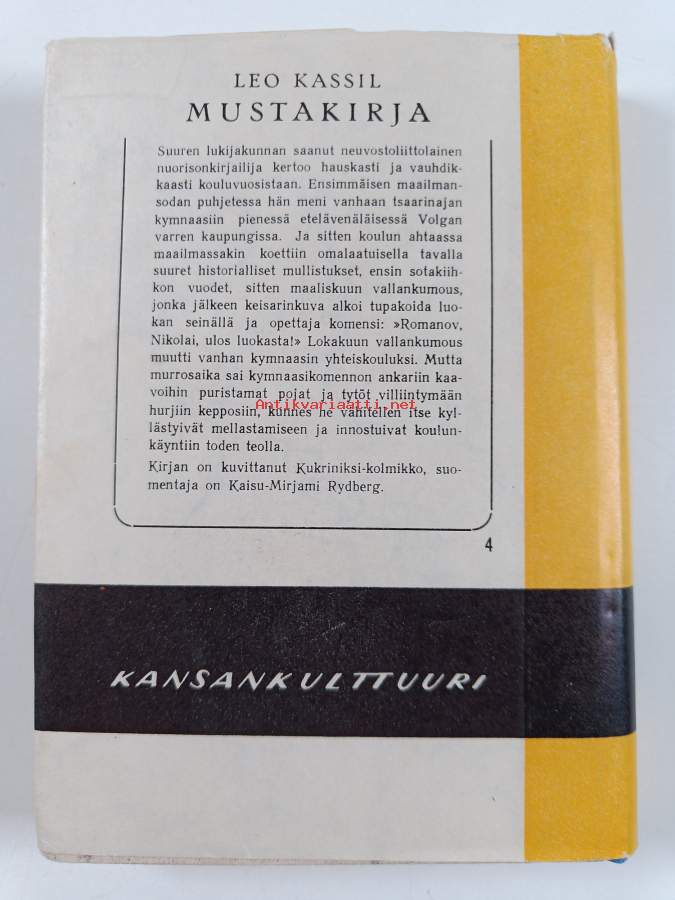 LEO KASSIL
MUSTAKIRJA
Suuren lukijakunnan saanut neuvostoliittolainen
nuorisonkirjailija kertoo hauskasti ja vauhdik-
kaasti kouluvuosistaan. Ensimmäisen maailman-
sodan puhjetessa hän meni vanhaan tsaarinajan
kymnaasiin pienessä etelävenäläisessä Volgan
varren kaupungissa. Ja sitten koulun ahtaassa
maailmassakin koettiin omalaatuisella tavalla
suuret historialliset mullistukset, ensin sotakiih-
kon vuodet, sitten maaliskuun vallankumous,
jonka jälkeen keisarinkuva alkoi tupakoida luo-
kan seinällä ja opettaja komensi: »Romanov,
Nikolai, ulos luokasta!» Lokakuun vallankumous
muutti vanhan kymnaasin yhteiskouluksi. Mutta
murrosaika sai kymnaasikomennon ankariin kaa-
voihin puristamat pojat ja tytöt villiintymään
Antikvariaatti.net
hurjiin kepposiin, kunnes he vähitellen itse kyl-
lästyivät mellastamiseen ja innostuivat koulun-
käyntiin toden teolla.
Kirjan on kuvittanut Kukriniksi-kolmikko, suo-
mentaja on Kaisu-Mirjami Rydberg.
4
KANSANKULTTUURI